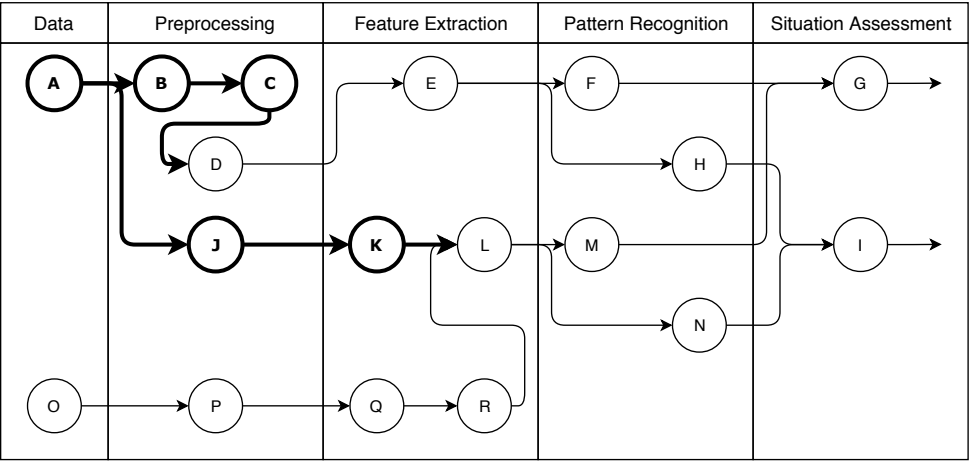 Data Preprocessing Feature Extraction Pattern Recognition Situation Assessment
A B C E F G
D H
J K L M I
N
O P Q R